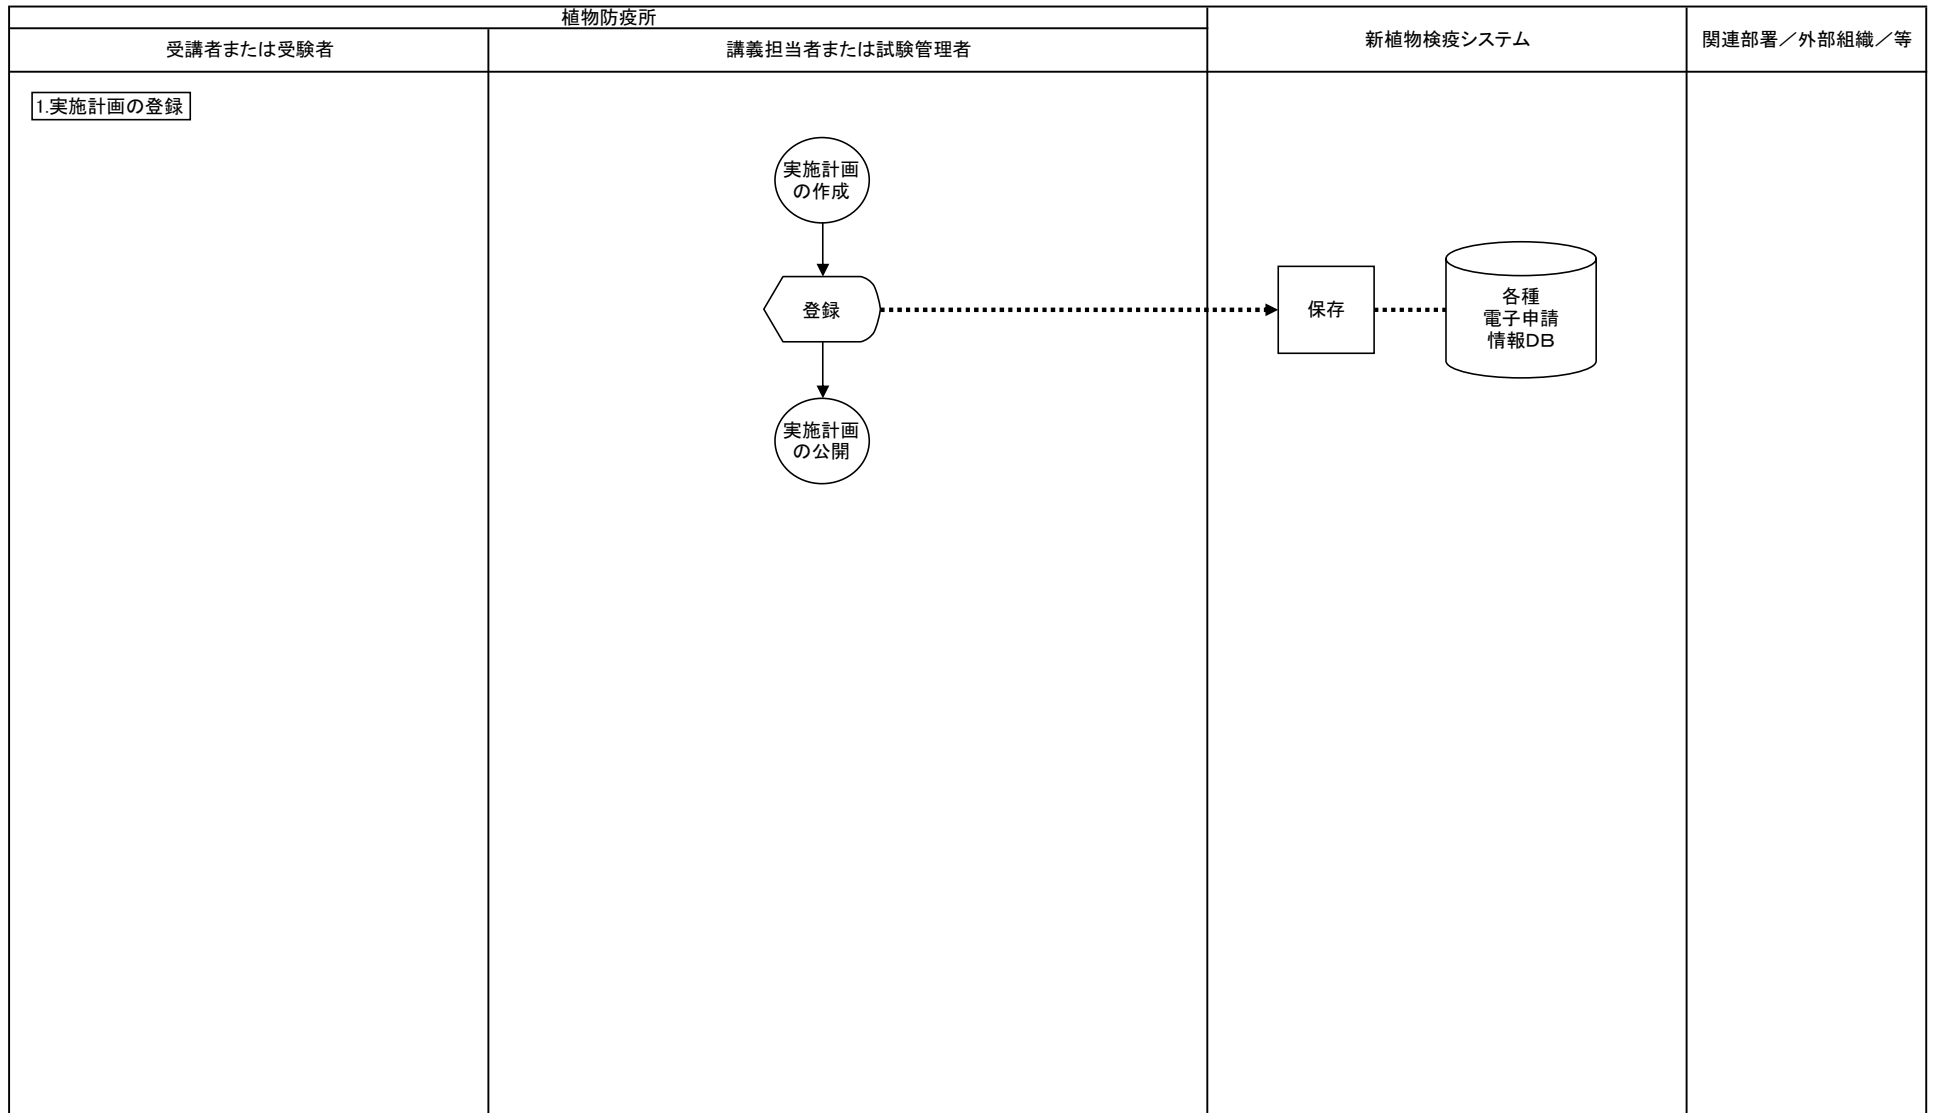 植物防疫所
受講者または受験者
講義担当者または試験管理者
新植物検疫システム
関連部署／外部組織／等
1.実施計画の登録
実施計画
の作成
登録
保存
各種
電子申請
情報ＤＢ
実施計画
の公開